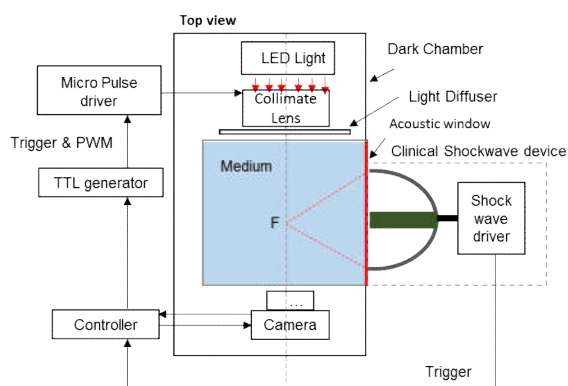 Top view
LED Light
Dark Chamber
Micro Pulse
driver
Collimate
Lens
Light Diffuser
Trigger & PWM
Acoustic window
Clinical Shockwave device
Medium
TTL generator
F
Shock
wave
driver
...
Controller
Camera
Trigger